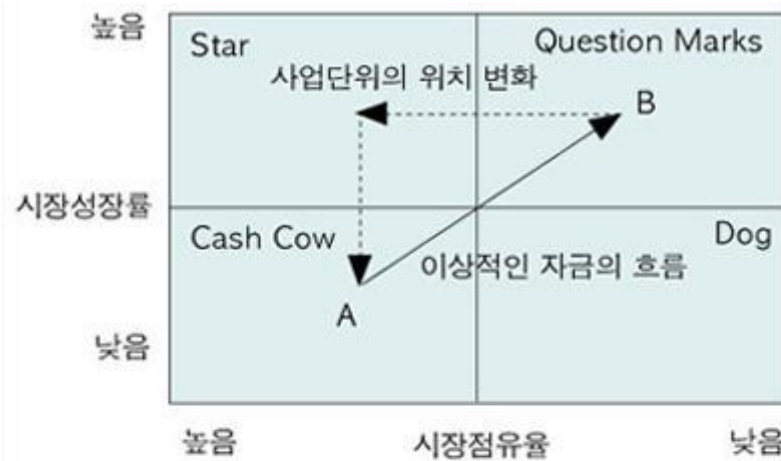 높음
Star
Question Marks
사업단위의 위치 변화
B
시장성장률
Cash Cow
Dog
이상적인 자금의 흐름
A
낮음
높음
시장점유율
낮음